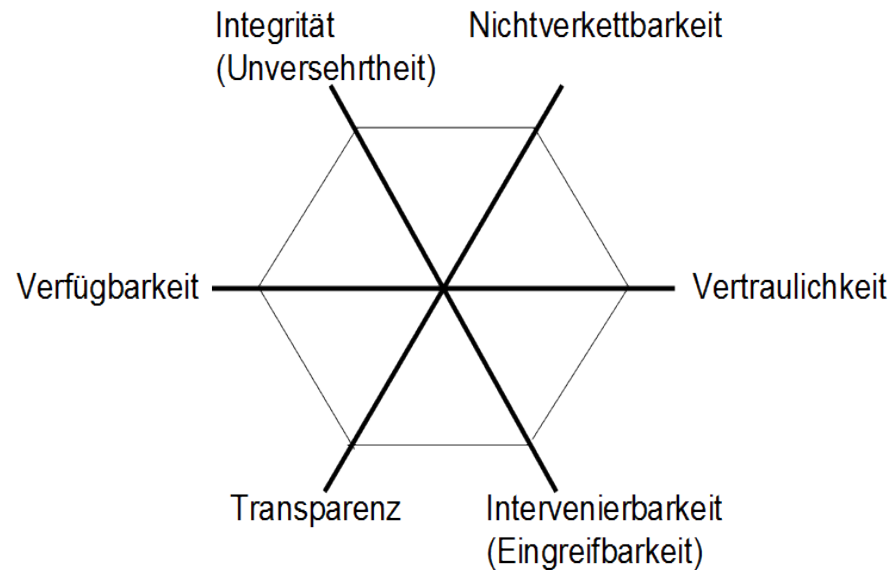 Integrität
(Unversehrtheit)
Nichtverkettbarkeit
Verfügbarkeit
Vertraulichkeit
Transparenz
Intervenierbarkeit
(Eingreifbarkeit)